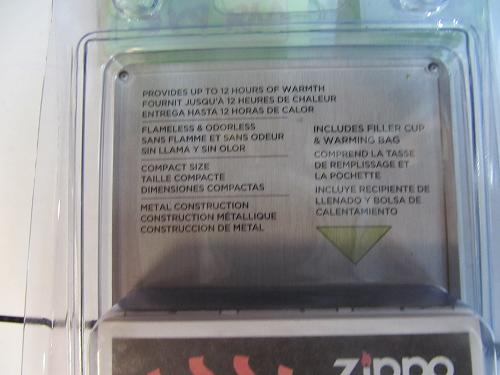 PROVIDES UP TO 12 HOURS OF WARMTH
FOURNIT JUSQU'À 12 HEURES DE CHALEUR
ENTREGA HASTA 12 HORAS DE CALOR
FLAMELESS & ODORLESS
SANS FLAMME ET SANS ODEUR
SIN LLAMA Y SIN OLOR
COMPACT SIZE
TAILLE COMPACTE
DIMENSIONES COMPACTAS
METAL CONSTRUCTION
CONSTRUCTION MÉTALLIQUE
CONSTRUCCION DE METAL
INCLUDES FILLER CUP
& WARMING BAG
COMPREND LA TASSE
DE REMPLISSAGE ET
LA POCHETTE
INCLUYE RECIPIENTE DE
LLENADO Y BOLSA DE
CALENTAMIENTO
zippo